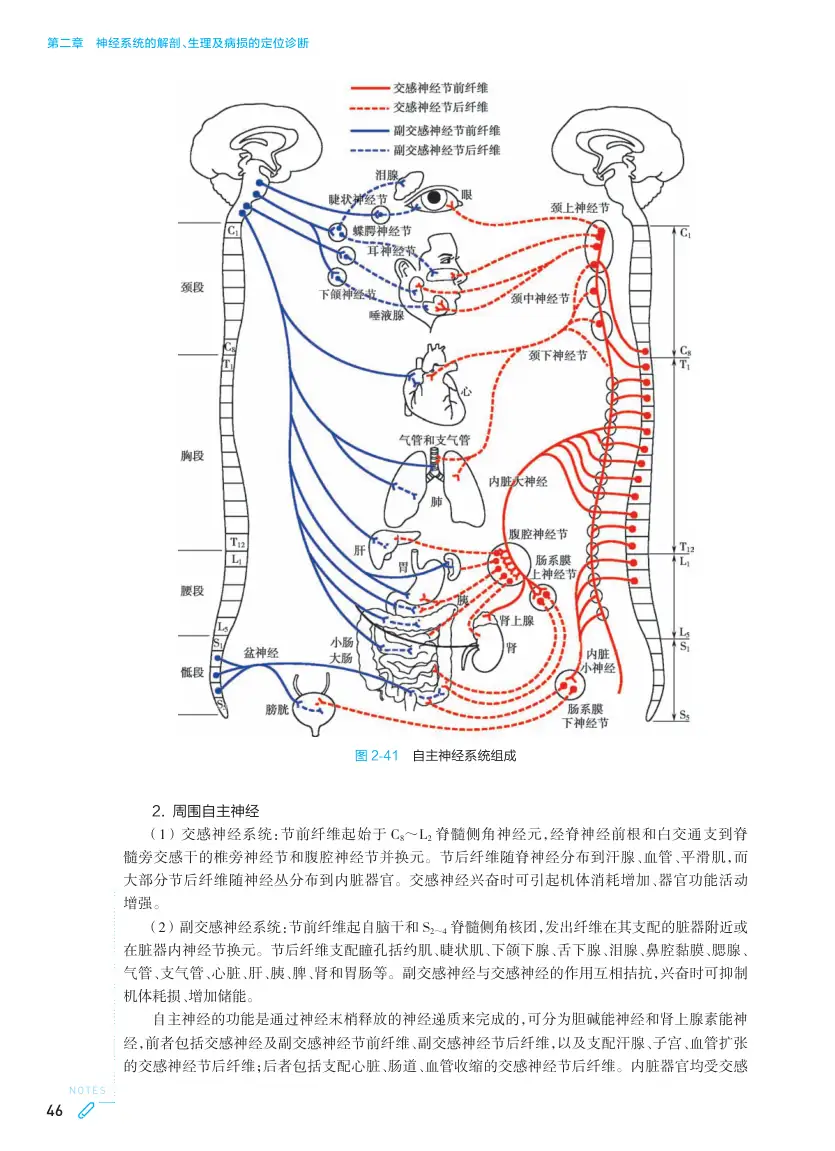 第二章 神经系统的解剖、生理及病损的定位诊断
交感神经节前纤维
交感神经节后纤维
副交感神经节前纤维
副交感神经节后纤维
泪腺
睫状神经节
眼
蝶腭神经节
耳神经节
下颌神经节
唾液腺
颈上神经节
颈中神经节
颈下神经节
C1
颈段
C8
T1
胸段
T12
L1
腰段
L5
S1
骶段
盆神经
心
气管和支气管
肺
内脏大神经
肝
胃
腹腔神经节
肠系膜
上神经节
胰
肾上腺
肾
小肠
大肠
内脏
小神经
膀胱
肠系膜
下神经节
C1
C8
T1
T12
L1
L5
S1
S5
图 2-41 自主神经系统组成
2. 周围自主神经
(1)交感神经系统:节前纤维起始于 C8~L2 脊髓侧角神经元,经脊神经前根和白交通支到脊
髓旁交感干的椎旁神经节和腹腔神经节并换元。节后纤维随脊神经分布到汗腺、血管、平滑肌,而
大部分节后纤维随神经丛分布到内脏器官。交感神经兴奋时可引起机体消耗增加、器官功能活动
增强。
(2)副交感神经系统:节前纤维起自脑干和 S2~4 脊髓侧角核团,发出纤维在其支配的脏器附近或
在脏器内神经节换元。节后纤维支配瞳孔括约肌、睫状肌、下颌下腺、舌下腺、泪腺、鼻腔黏膜、腮腺、
气管、支气管、心脏、肝、胰、脾、肾和胃肠等。副交感神经与交感神经的作用互相拮抗,兴奋时可抑制
机体耗损、增加储能。
自主神经的功能是通过神经末梢释放的神经递质来完成的,可分为胆碱能神经和肾上腺素能神
经,前者包括交感神经及副交感神经节前纤维、副交感神经节后纤维,以及支配汗腺、子宫、血管扩张
的交感神经节后纤维;后者包括支配心脏、肠道、血管收缩的交感神经节后纤维。内脏器官均受交感
NOTES
46